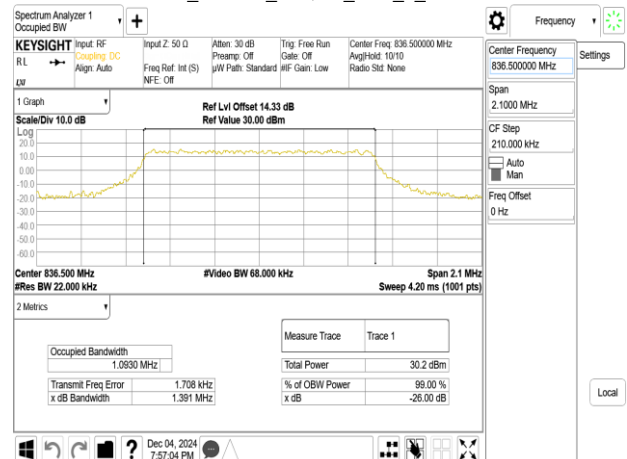 Spectrum Analyzer 1
Occupied BW
Frequency
KEYSIGHT
RL
LXI
Input: RF
Coupling: DC
Align: Auto
Input Z: 50 Ω
Freq Ref: Int (S)
NFE: Off
Atten: 30 dB
Preamp: Off
µW Path: Standard
Trig: Free Run
Gate: Off
#IF Gain: Low
Center Freq: 836.500000 MHz
Avg|Hold: 10/10
Radio Std: None
Center Frequency
836.500000 MHz
Settings
Span
2.1000 MHz
CF Step
210.000 kHz
Auto
Man
Freq Offset
0 Hz
1 Graph
Scale/Div 10.0 dB
Ref Lvl Offset 14.33 dB
Ref Value 30.00 dBm
Log
20.0
10.0
0.00
-10.0
-20.0
-30.0
-40.0
-50.0
-60.0
Center 836.500 MHz
#Res BW 22.000 kHz
#Video BW 68.000 kHz
Span 2.1 MHz
Sweep 4.20 ms (1001 pts)
2 Metrics
Occupied Bandwidth
1.0930 MHz
Transmit Freq Error 1.708 kHz
x dB Bandwidth 1.391 MHz
Measure Trace Trace 1
Total Power 30.2 dBm
% of OBW Power 99.00 %
x dB -26.00 dB
Local
?
Dec 04, 2024
7:57:04 PM